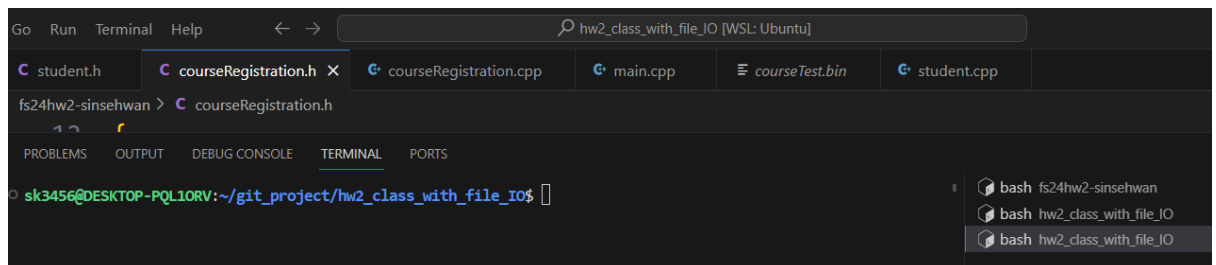 Go Run Terminal Help ← → hw2_class_with_file_IO [WSL: Ubuntu]
C student.h C courseRegistration.h × courseRegistration.cpp main.cpp courseTest.bin student.cpp
fs24hw2-sinsehwan > C courseRegistration.h
12 {
PROBLEMS OUTPUT DEBUG CONSOLE TERMINAL PORTS
sk3456@DESKTOP-PQL1ORV:~/git_project/hw2_class_with_file_IO$
bash fs24hw2-sinsehwan
bash hw2_class_with_file_IO
bash hw2_class_with_file_IO